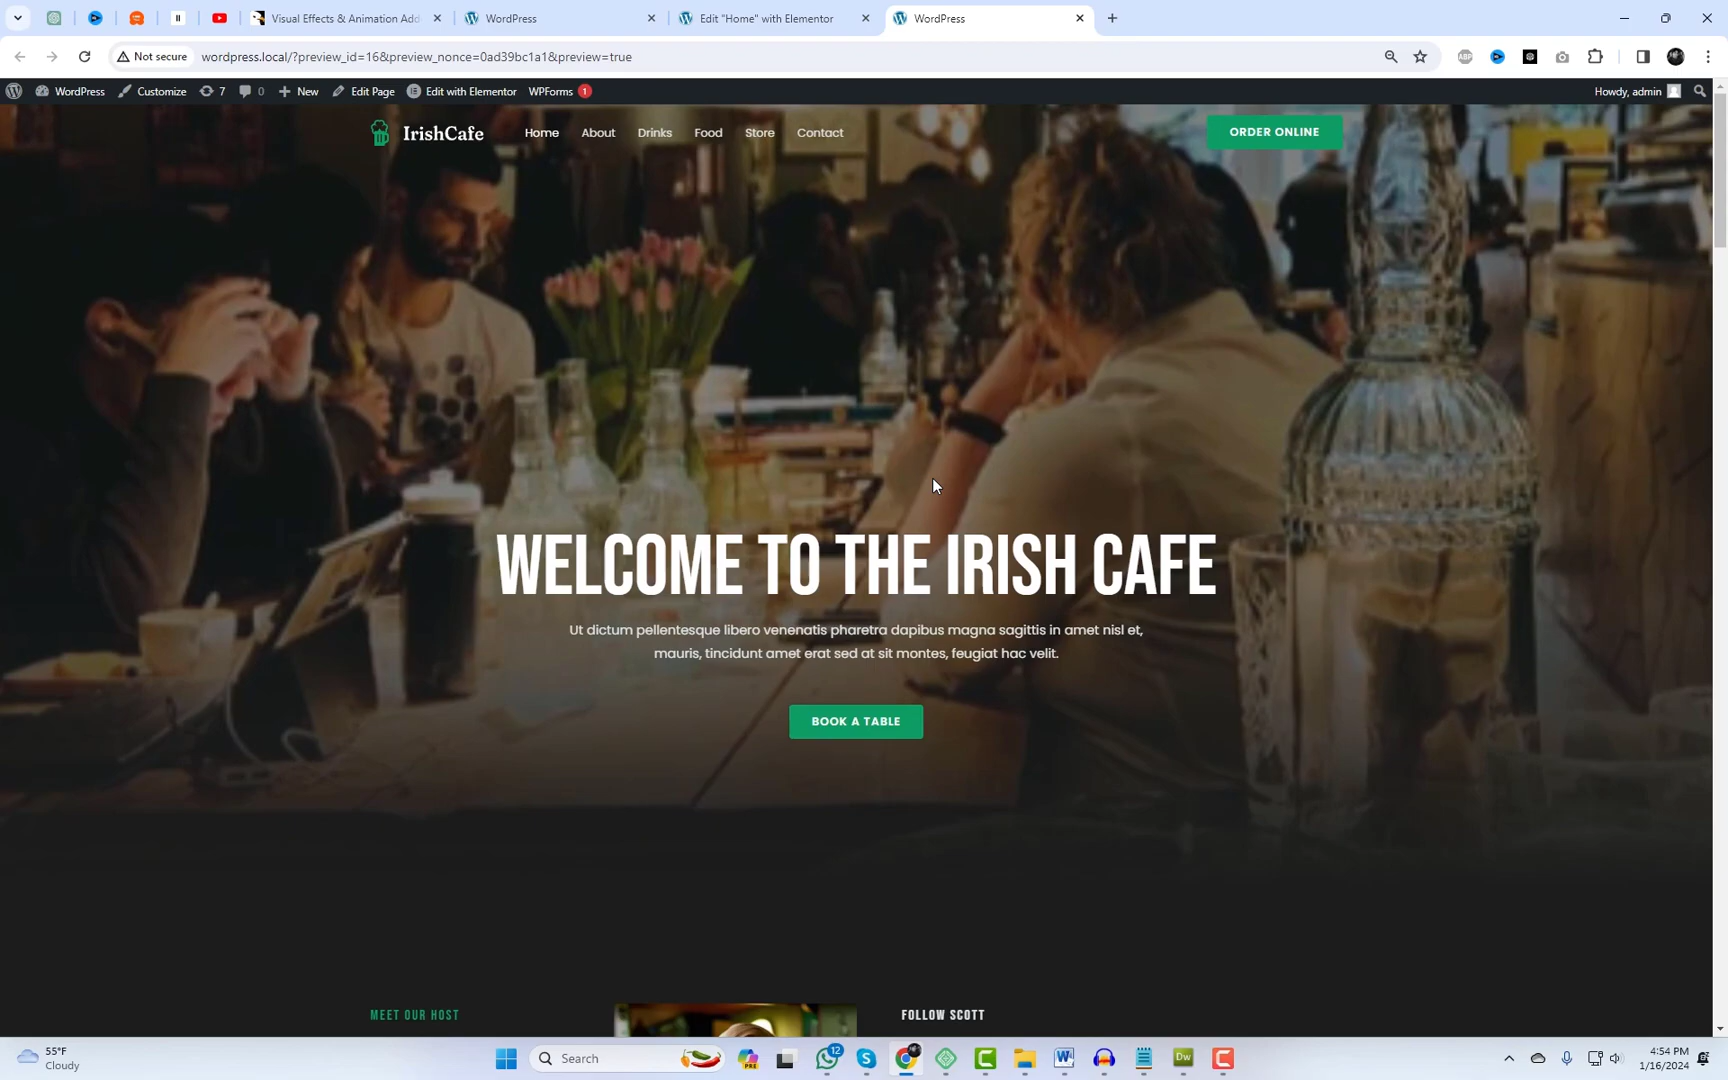 Visual Effects & Animation Add
WordPress
Edit "Home" with Elementor
WordPress
Not secure
wordpress.local/?preview_id=16&preview_nonce=0ad39bc1a1&preview=true
ABP
WordPress
Customize
7
0
New
Edit Page
Edit with Elementor
WPForms 1
Howdy, admin
IrishCafe
Home
About
Drinks
Food
Store
Contact
ORDER ONLINE
WELCOME TO THE IRISH CAFE
Ut dictum pellentesque libero venenatis pharetra dapibus magna sagittis in amet nisl et,
mauris, tincidunt amet erat sed at sit montes, feugiat hac velit.
BOOK A TABLE
MEET OUR HOST
FOLLOW SCOTT
55°F
Cloudy
Search
PRE
12
Dw
4:54 PM
1/16/2024